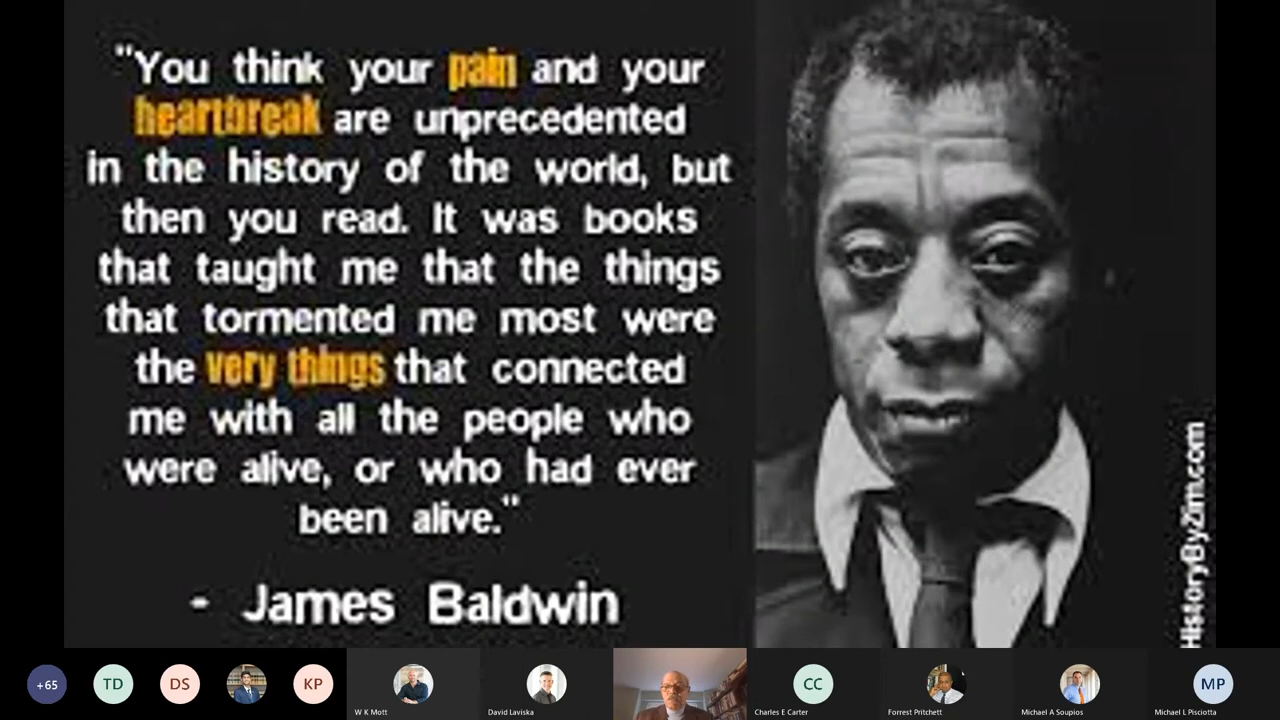 "You think your pain and your
heartbreak are unprecedented
in the history of the world, but
then you read. It was books
that taught me that the things
that tormented me most were
the very things that connected
me with all the people who
were alive, or who had ever
been alive."
- James Baldwin
HistoryByZim.com
+65
TD
DS
KP
W K Mott
David Laviska
CC
Charles E Carter
Forrest Pritchett
Michael A Soupios
MP
Michael L Pisciotta